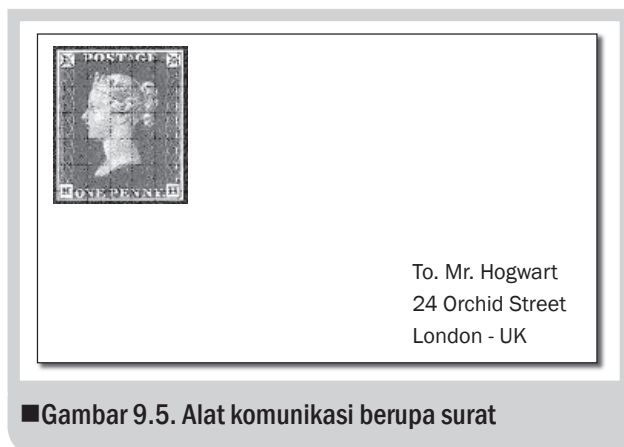 POSTAGE
ONE PENNY
To. Mr. Hogwart
24 Orchid Street
London - UK
■Gambar 9.5. Alat komunikasi berupa surat